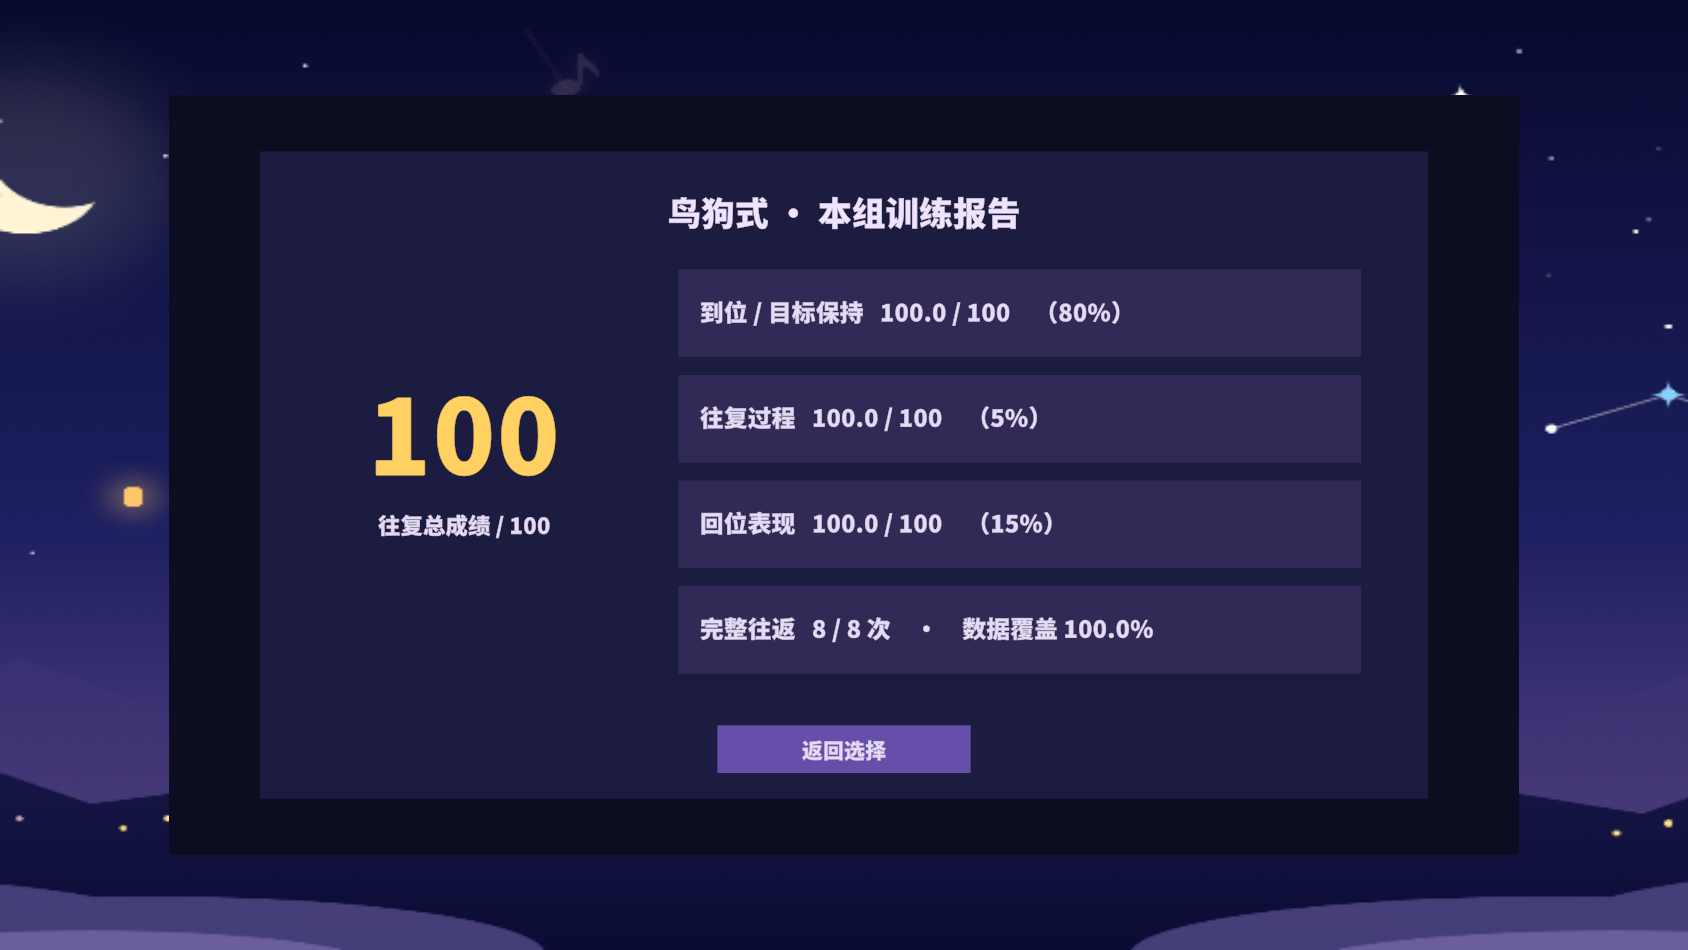 鸟狗式 · 本组训练报告
到位 / 目标保持 100.0 / 100 （80%）
往复过程 100.0 / 100 （5%）
100
往复总成绩 / 100
回位表现 100.0 / 100 （15%）
完整往返 8 / 8 次 · 数据覆盖 100.0%
返回选择